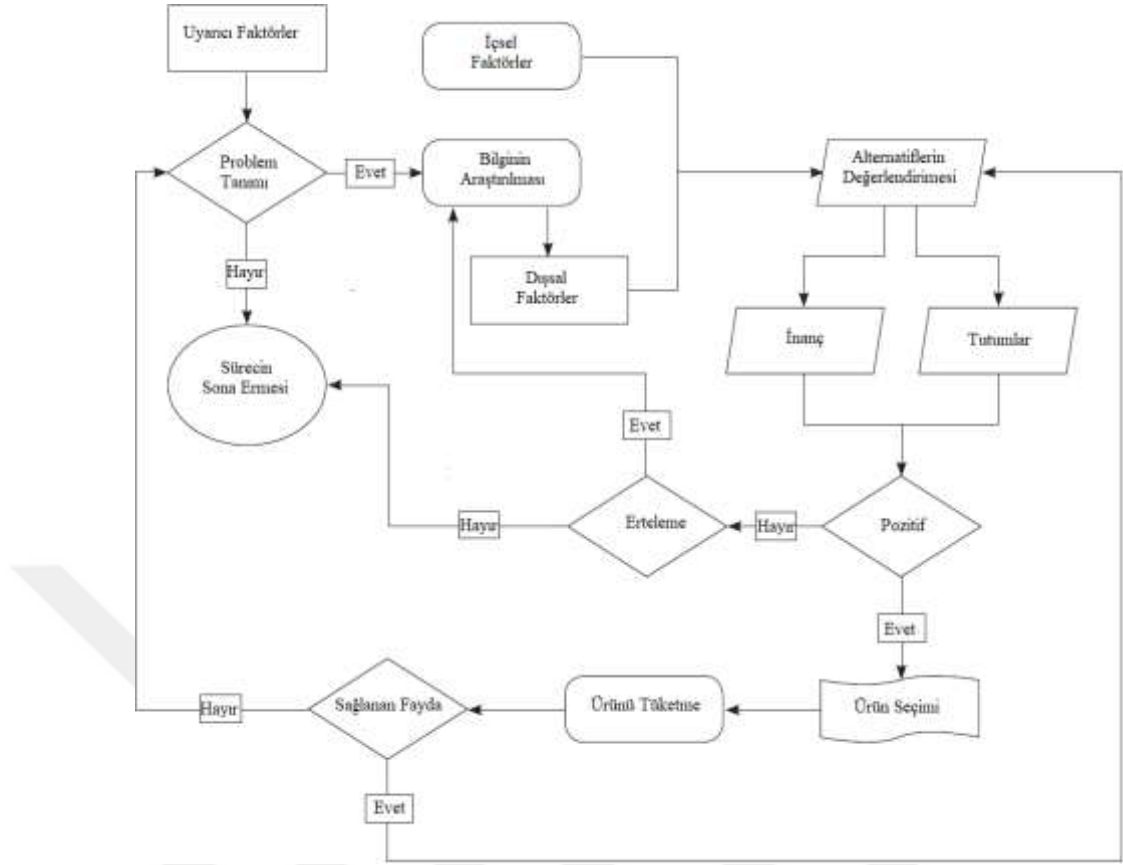 Uyarıcı Faktörler
İçsel
Faktörler
Problem
Tanımı
Evet
Bilginin
Araştırılması
Alternatiflerin
Değerlendirimesi
Hayır
Dışsal
Faktörler
İnanç
Tutumlar
Sürecin
Sona Ermesi
Evet
Hayır
Erteleme
Hayır
Pozitif
Evet
Hayır
Sağlanan Fayda
Ürünü Tüketme
Ürün Seçimi
Evet